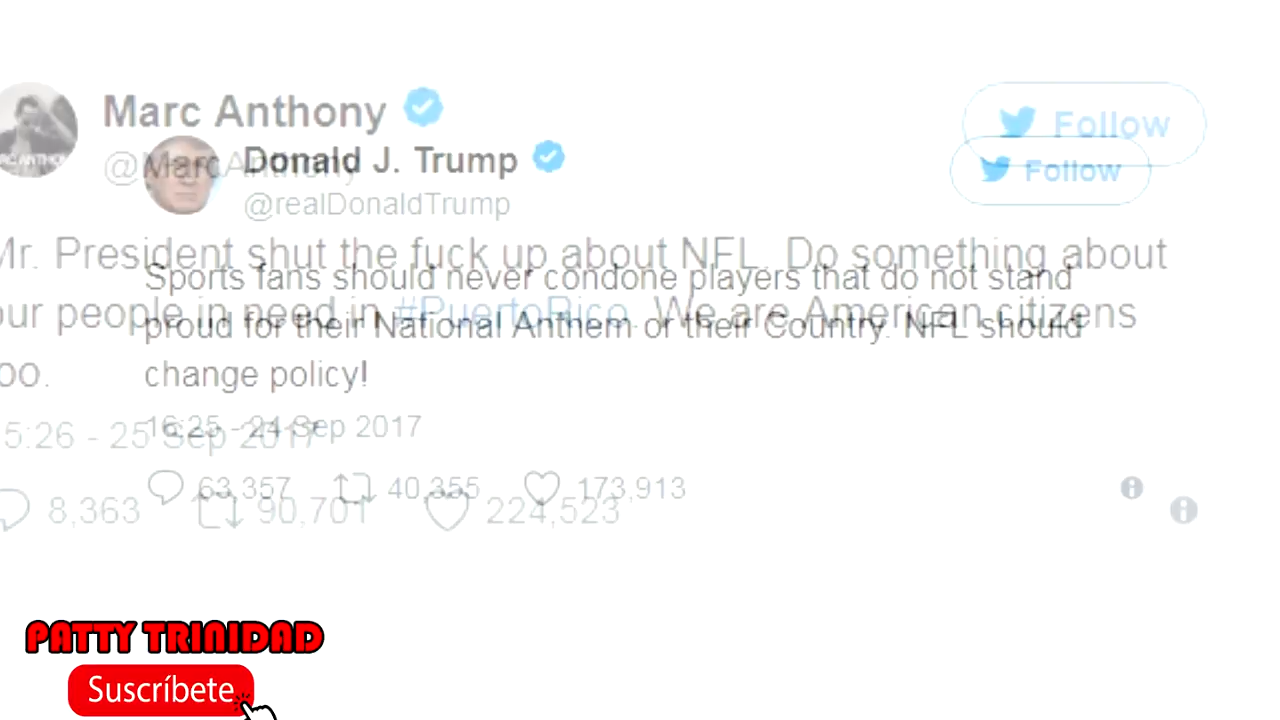 Marc Anthony
Follow
@MarcAnthony
Donald J. Trump
Follow
@realDonaldTrump
Mr. President shut the fuck up about NFL. Do something about
our people in need in #PuertoRico. We are American citizens
too.
Sports fans should never condone players that do not stand
proud for their National Anthem or their Country. NFL should
change policy!
16:25 - 24 Sep 2017
5:26 - 25 Sep 2017
63,357 40,355 173,913
8,363 90,701 224,523
RC ANTHO
PATTY TRINIDAD
Suscríbete